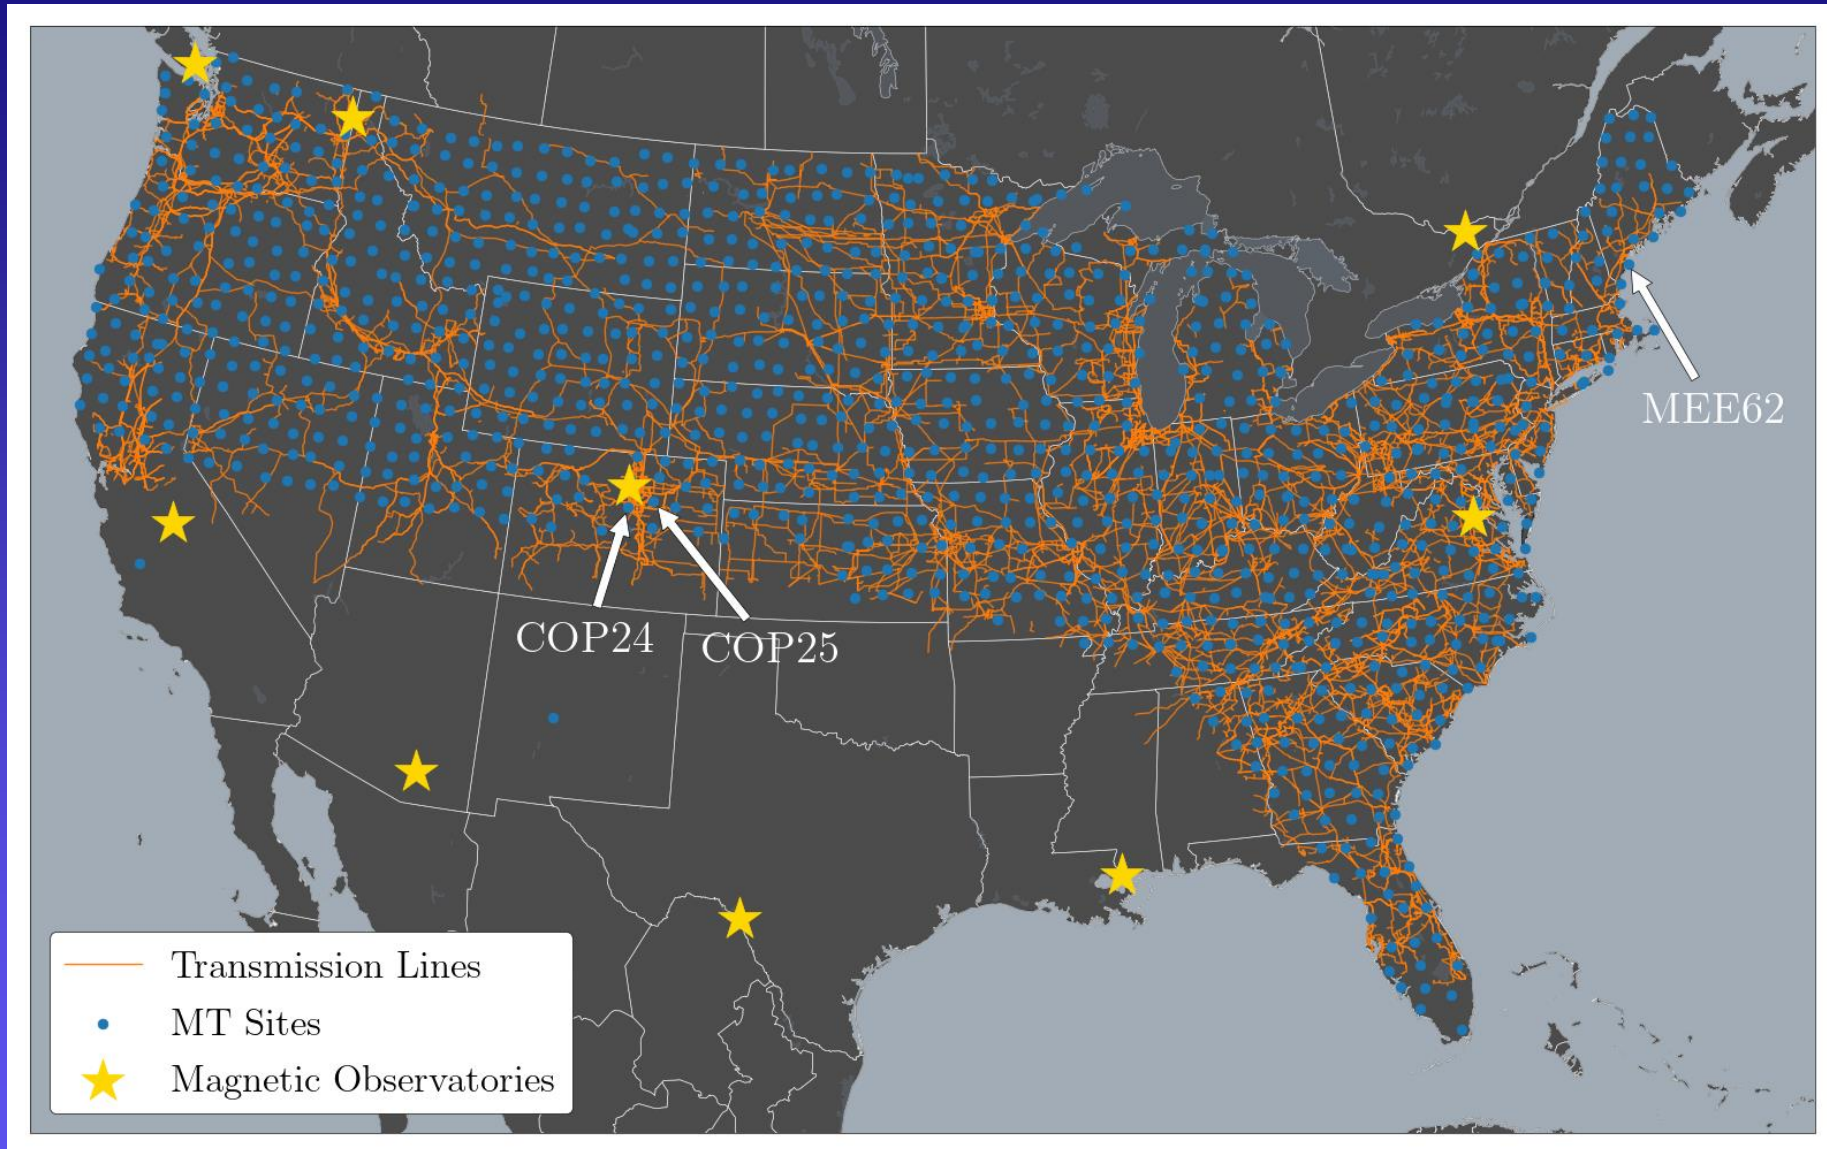 MEE62
COP24
COP25
Transmission Lines
MT Sites
Magnetic Observatories